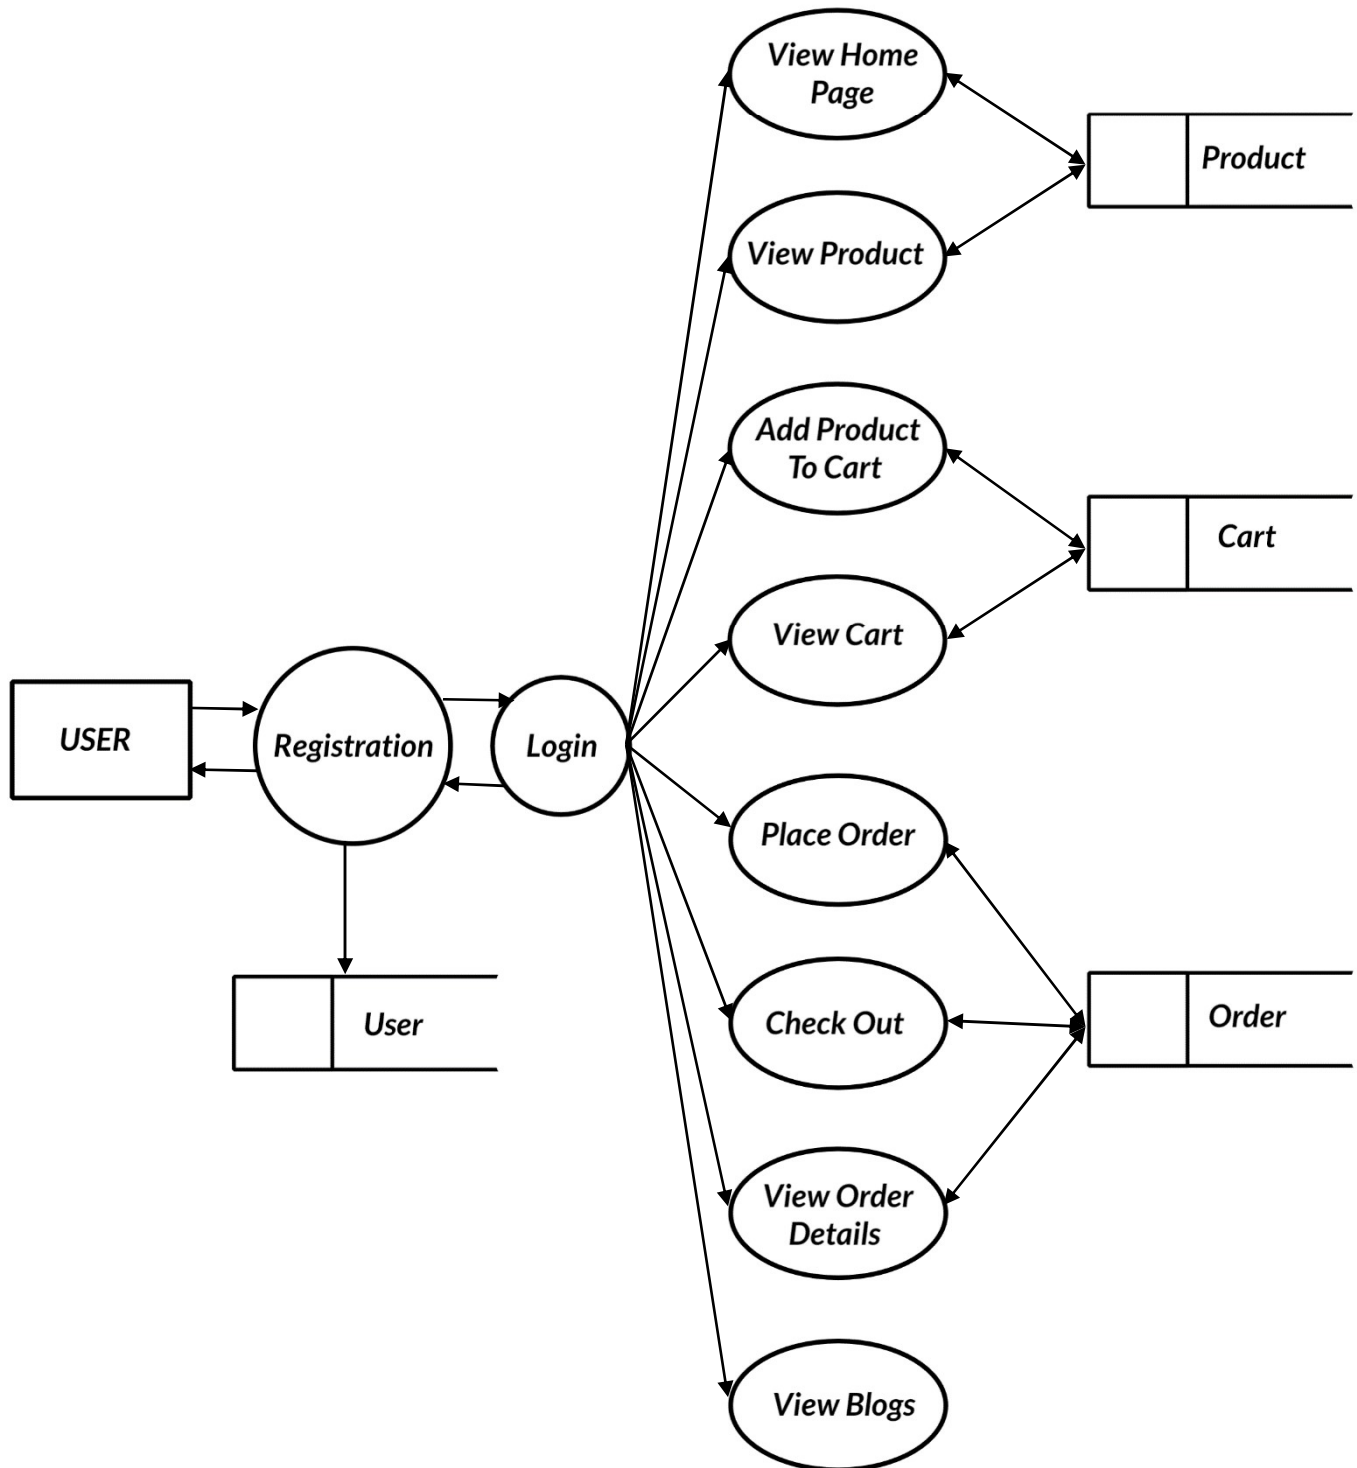 View Home
Page
Product
View Product
Add Product
To Cart
Cart
View Cart
USER
Registration
Login
Place Order
User
Check Out
Order
View Order
Details
View Blogs